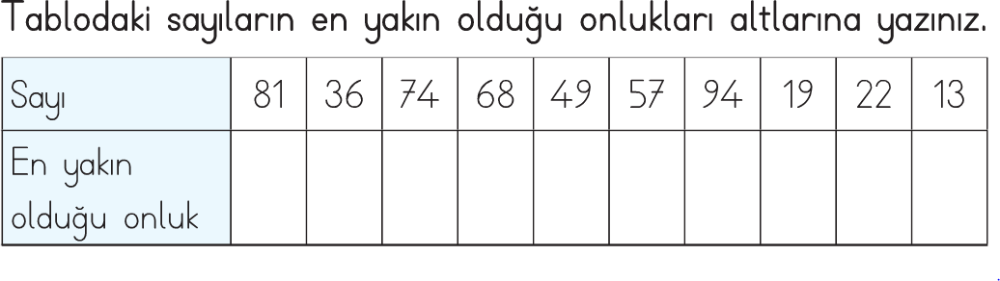 Tablodaki sayıların en yakın olduğu onlukları altlarına yazınız.
Sayı 81 36 74 68 49 57 94 19 22 13
En yakın
olduğu onluk